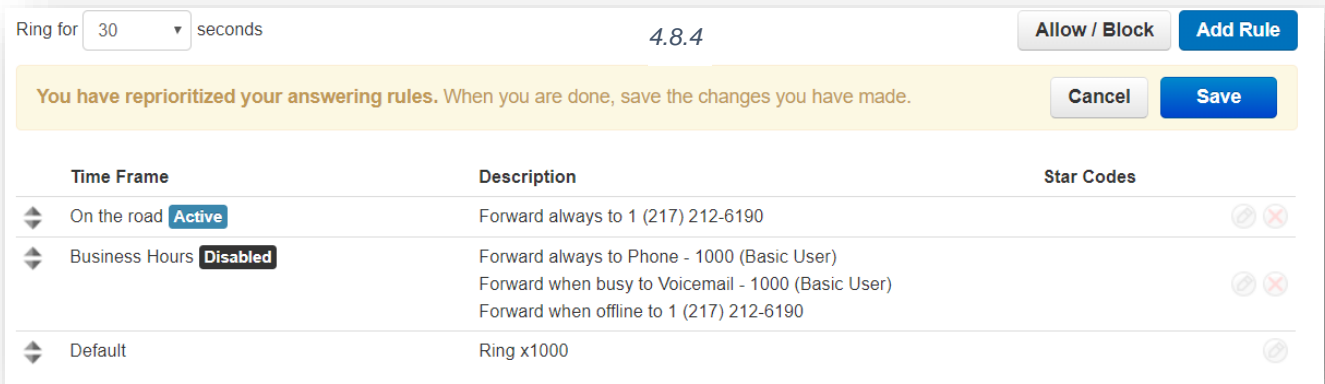 Ring for 30 seconds
4.8.4
Allow / Block
Add Rule
You have reprioritized your answering rules. When you are done, save the changes you have made.
Cancel
Save
Time Frame Description Star Codes
On the road Active Forward always to 1 (217) 212-6190
Business Hours Disabled Forward always to Phone - 1000 (Basic User)
Forward when busy to Voicemail - 1000 (Basic User)
Forward when offline to 1 (217) 212-6190
Default Ring x1000